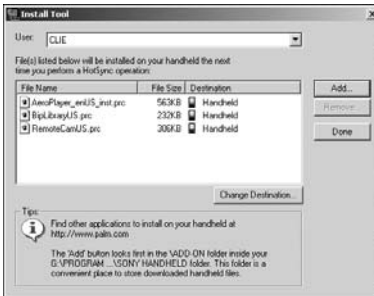 Install Tool
User: CLIE
File(s) listed below will be installed on your handheld the next
time you perform a HotSync operation:
File Name File Size Destination
AeroPlayer_enUS_inst.prc 563KB Handheld
BipLibraryUS.prc 232KB Handheld
RemoteCamUS.prc 306KB Handheld
Add...
Remove...
Done
Change Destination...
Tips:
Find other applications to install on your handheld at
http://www.palm.com
The 'Add' button looks first in the \ADD-ON folder inside your
G:\PROGRAM ...\SONY HANDHELD folder. This folder is a
convenient place to store downloaded handheld files.